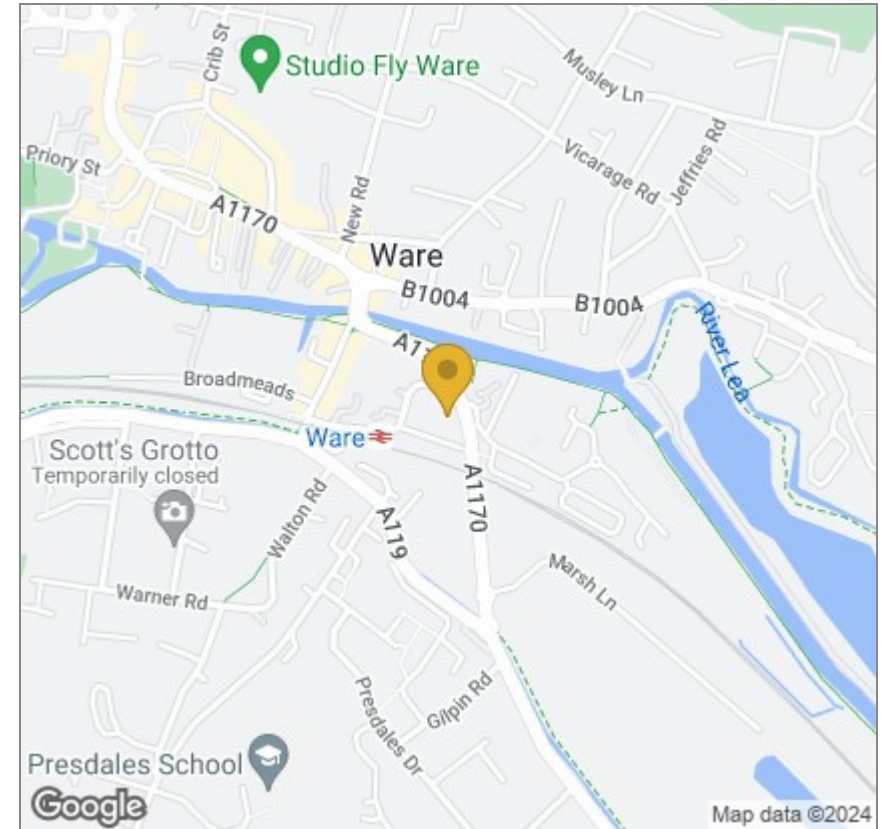 Crib St
Studio Fly Ware
Musley Ln
Priory St
Vicarage Rd
Jeffries Rd
New Rd
A1170
Ware
B1004
B1004
River Lea
Broadmeads
Ware
Scott's Grotto
Temporarily closed
Walton Rd
A119
A1170
Marsh Ln
Warner Rd
Presdales Dr
Gilpin Rd
Presdales School
Google
Map data ©2024